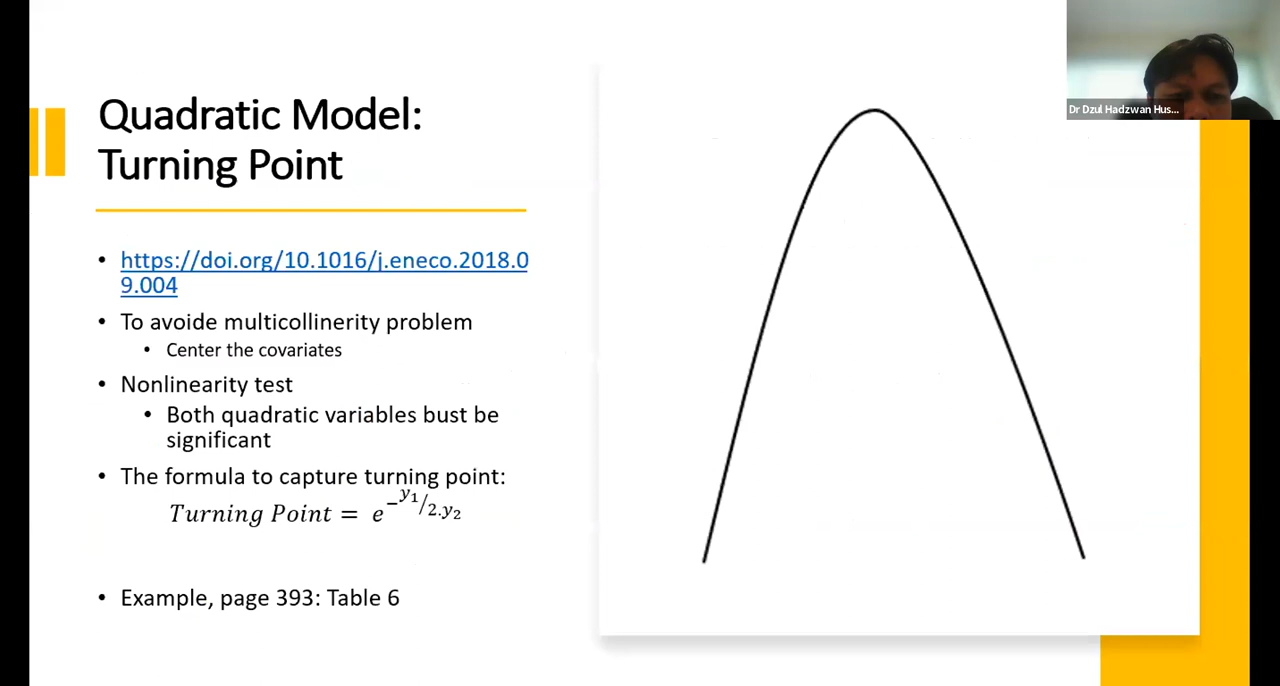 Dr Dzul Hadzwan Hus...
Quadratic Model:
Turning Point
• https://doi.org/10.1016/j.eneco.2018.0
9.004
• To avoide multicollinerity problem
• Center the covariates
• Nonlinearity test
• Both quadratic variables bust be
significant
• The formula to capture turning point:
Turning Point = e^{-y₁/2.y₂}
• Example, page 393: Table 6